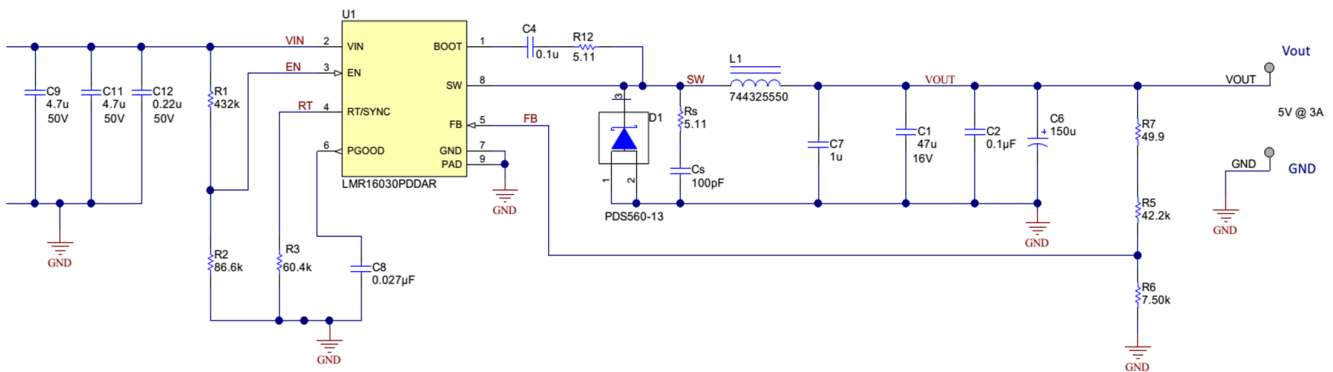 U1
VIN 2 VIN
EN 3 EN
RT 4 RT/SYNC
6 PGOOD
BOOT 1
SW 8
FB 5 FB
GND 7
PAD 9
LMR16030PDDAR
GND
C9
4.7u
50V
C11
4.7u
50V
C12
0.22u
50V
GND
R1
432k
R2
86.6k
R3
60.4k
C8
0.027µF
GND
C4
0.1u
R12
5.11
SW
3
D1
1
2
PDS560-13
Rs
5.11
Cs
100pF
L1
744325550
VOUT
C7
1u
C1
47u
16V
C2
0.1µF
C6
+ 150u
GND
R7
49.9
R5
42.2k
R6
7.50k
GND
Vout
VOUT
5V @ 3A
GND
GND
GND